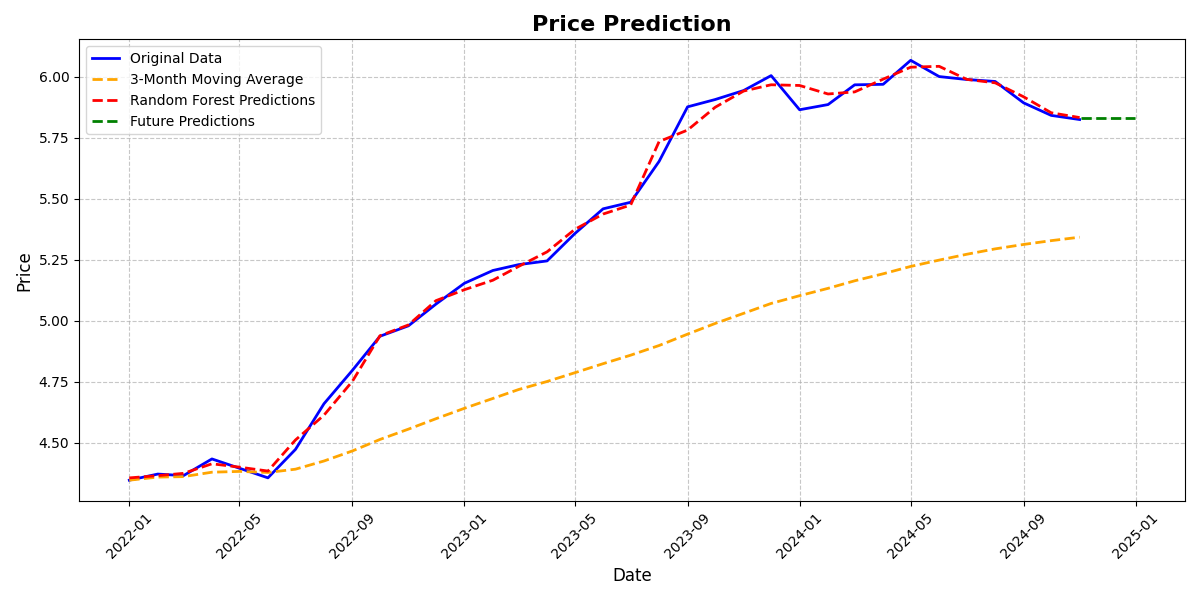 Price Prediction
Original Data
3-Month Moving Average
Random Forest Predictions
Future Predictions
Price
6.00
5.75
5.50
5.25
5.00
4.75
4.50
2022-01
2022-05
2022-09
2023-01
2023-05
2023-09
2024-01
2024-05
2024-09
2025-01
Date